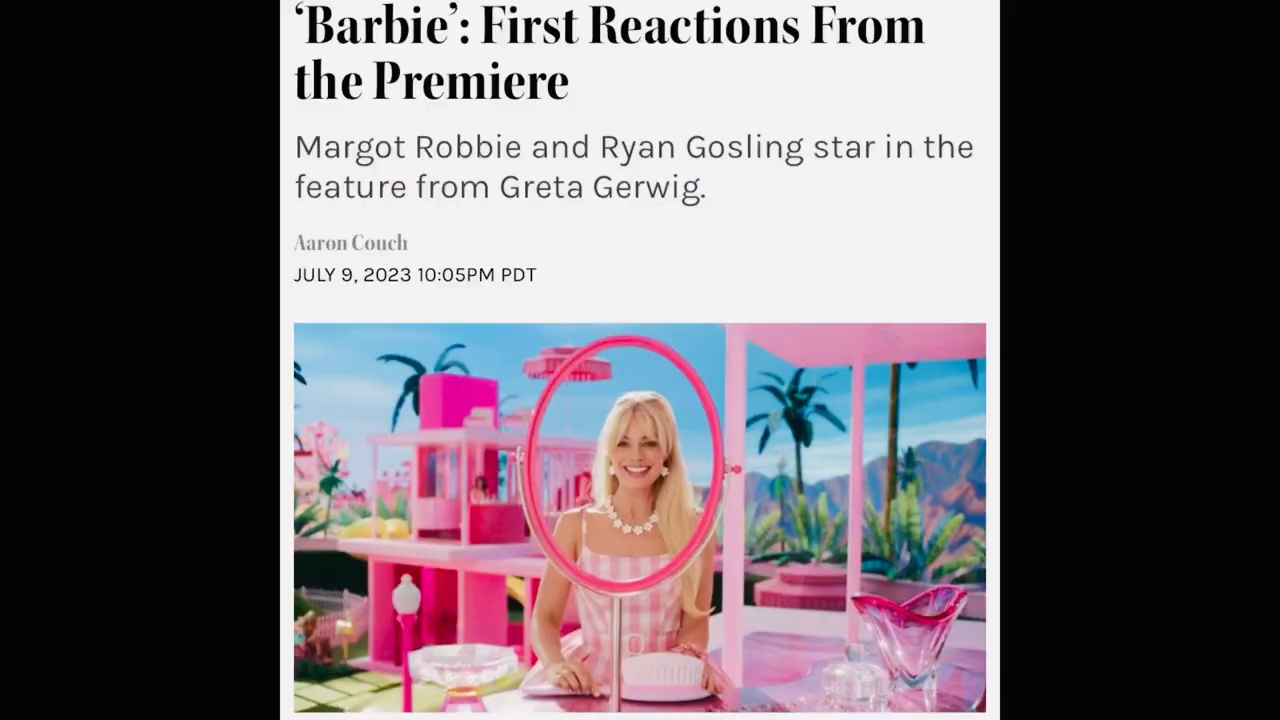 ‘Barbie’: First Reactions From
the Premiere
Margot Robbie and Ryan Gosling star in the
feature from Greta Gerwig.
Aaron Couch
JULY 9, 2023 10:05PM PDT